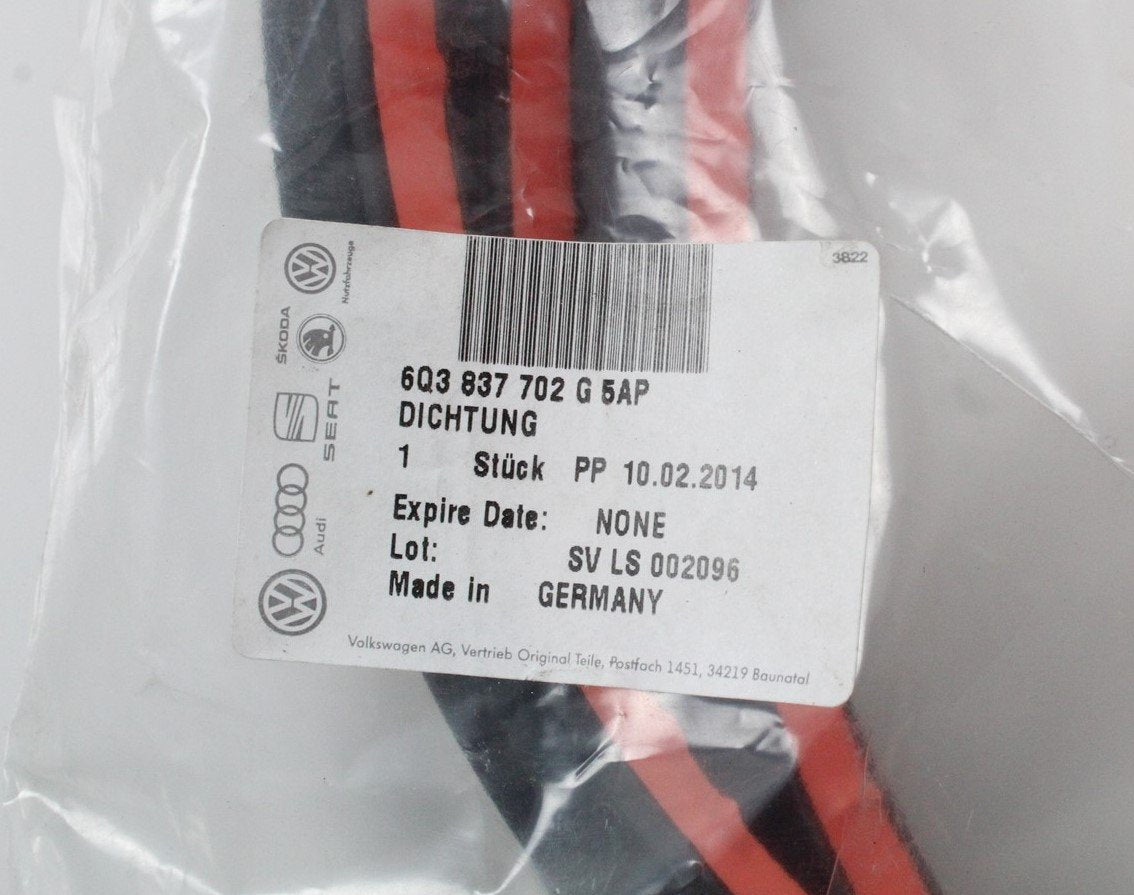 3822
Nutzfahrzeuge
ŠKODA
SEAT
Audi
6Q3 837 702 G 5AP
DICHTUNG
1 Stück PP 10.02.2014
Expire Date: NONE
Lot: SV LS 002096
Made in GERMANY
Volkswagen AG, Vertrieb Original Teile, Postfach 1451, 34219 Baunatal